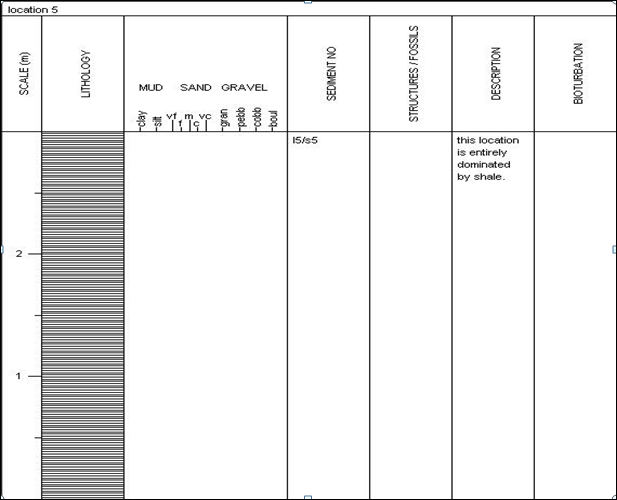 location 5
SCALE (m)
LITHOLOGY
MUD SAND GRAVEL
clay
silt
vf
f
m
c
vc
gran
pebb
cobb
boul
SEDIMENT NO
STRUCTURES / FOSSILS
DESCRIPTION
BIOTURBATION
l5/s5
this location
is entirely
dominated
by shale.
2
1